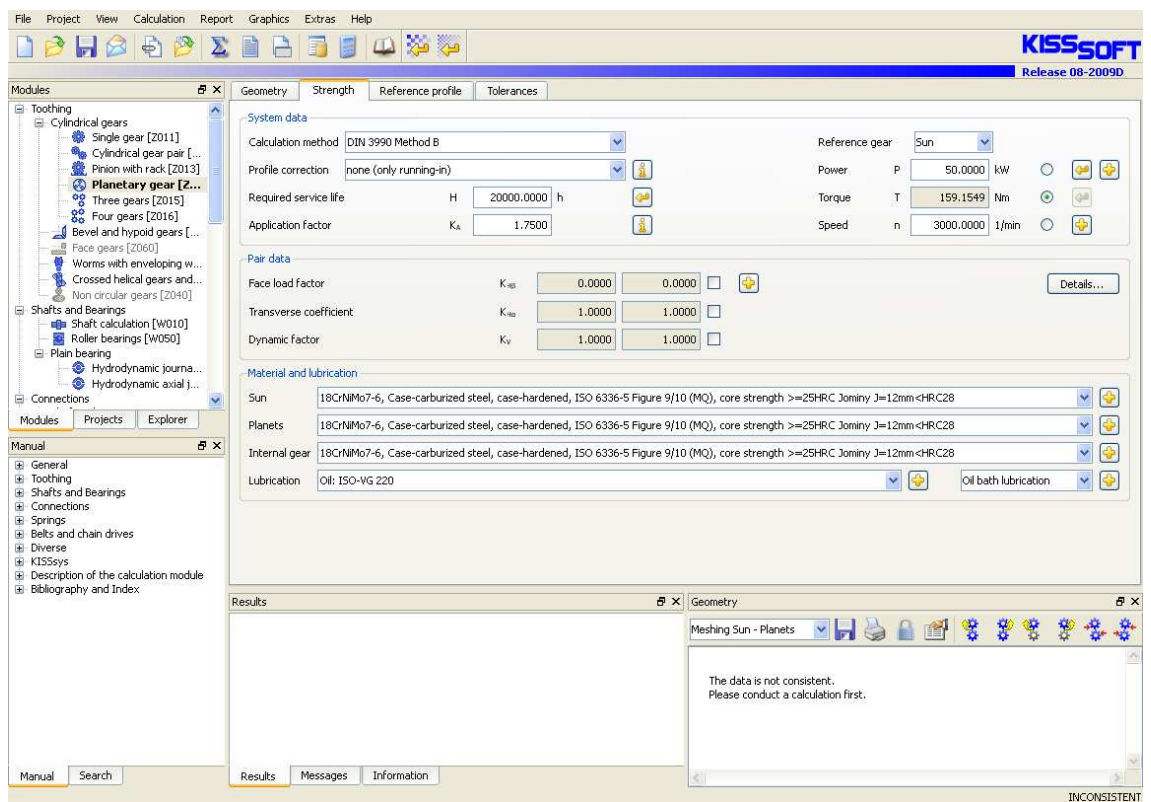 File Project View Calculation Report Graphics Extras Help
KISSSOFT
Release 08-2009D
Modules
Toothing
Cylindrical gears
Single gear [Z011]
Cylindrical gear pair [...
Pinion with rack [Z013]
Planetary gear [Z...
Three gears [Z015]
Four gears [Z016]
Bevel and hypoid gears [...
Face gears [Z060]
Worms with enveloping w...
Crossed helical gears and...
Non circular gears [Z040]
Shafts and Bearings
Shaft calculation [W010]
Roller bearings [W050]
Plain bearing
Hydrodynamic journa...
Hydrodynamic axial j...
Connections
Modules Projects Explorer
Manual
General
Toothing
Shafts and Bearings
Connections
Springs
Belts and chain drives
Diverse
KISSsys
Description of the calculation module
Bibliography and Index
Manual Search
Geometry Strength Reference profile Tolerances
System data
Calculation method DIN 3990 Method B Reference gear Sun
Profile correction none (only running-in) Power P 50.0000 kW
Required service life H 20000.0000 h Torque T 159.1549 Nm
Application factor KA 1.7500 Speed n 3000.0000 1/min
Pair data
Face load factor KHβ 0.0000 0.0000 Details...
Transverse coefficient KHα 1.0000 1.0000
Dynamic factor KV 1.0000 1.0000
Material and lubrication
Sun 18CrNiMo7-6, Case-carburized steel, case-hardened, ISO 6336-5 Figure 9/10 (MQ), core strength >=25HRC Jominy J=12mm<HRC28
Planets 18CrNiMo7-6, Case-carburized steel, case-hardened, ISO 6336-5 Figure 9/10 (MQ), core strength >=25HRC Jominy J=12mm<HRC28
Internal gear 18CrNiMo7-6, Case-carburized steel, case-hardened, ISO 6336-5 Figure 9/10 (MQ), core strength >=25HRC Jominy J=12mm<HRC28
Lubrication Oil: ISO-VG 220 Oil bath lubrication
Results
Results Messages Information
Geometry
Meshing Sun - Planets
The data is not consistent.
Please conduct a calculation first.
INCONSISTENT